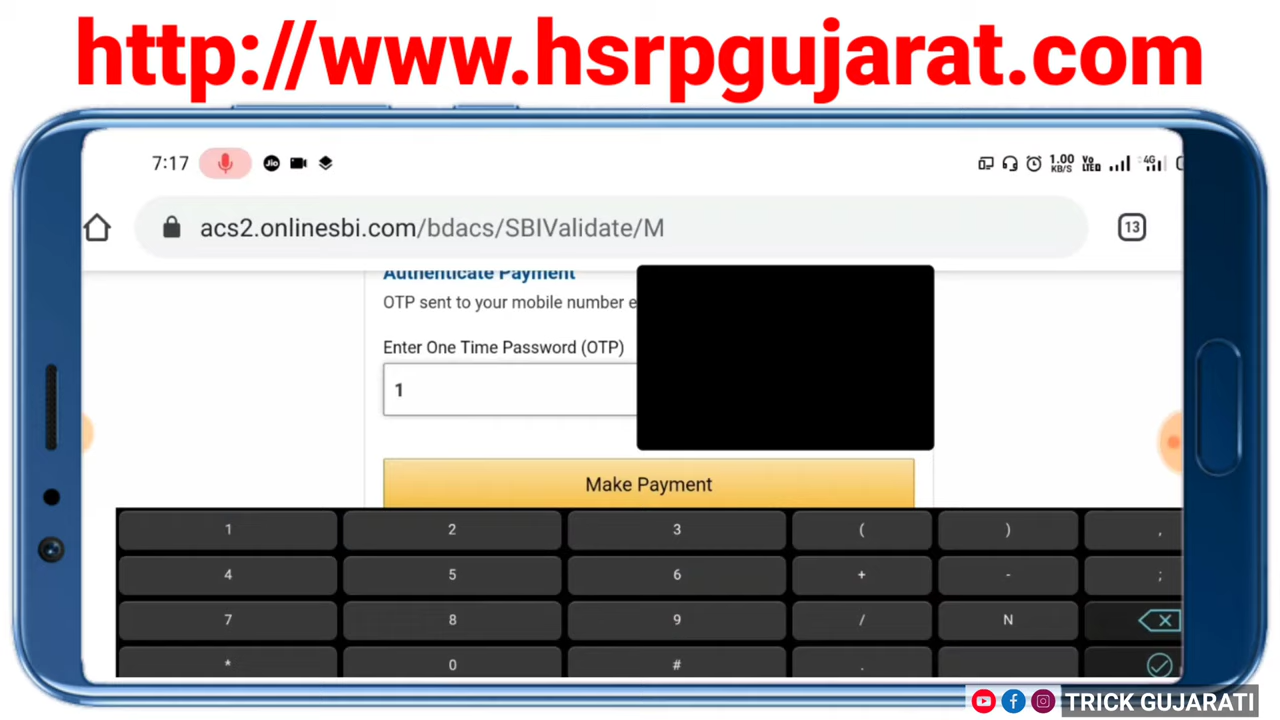 http://www.hsrpgujarat.com
7:17
Jio
1.00 KB/S
Vo LTED
4G
acs2.onlinesbi.com/bdacs/SBIValidate/M
13
Authenticate Payment
OTP sent to your mobile number e
Enter One Time Password (OTP)
1
Make Payment
1 2 3 ( ) ,
4 5 6 + - ;
7 8 9 / N
* 0 # .
TRICK GUJARATI